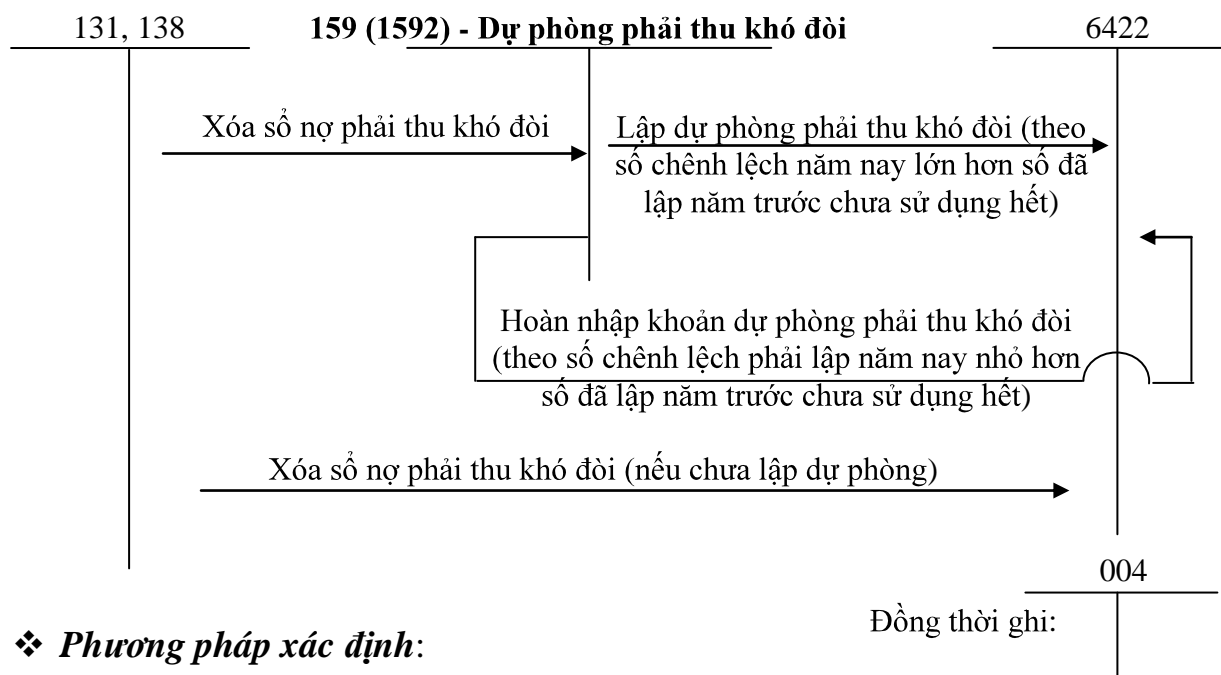 131, 138 159 (1592) - Dự phòng phải thu khó đòi 6422
Xóa sổ nợ phải thu khó đòi
Lập dự phòng phải thu khó đòi (theo
số chênh lệch năm nay lớn hơn số đã
lập năm trước chưa sử dụng hết)
Hoàn nhập khoản dự phòng phải thu khó đòi
(theo số chênh lệch phải lập năm nay nhỏ hơn
số đã lập năm trước chưa sử dụng hết)
Xóa sổ nợ phải thu khó đòi (nếu chưa lập dự phòng)
004
Đồng thời ghi:
❖ Phương pháp xác định: